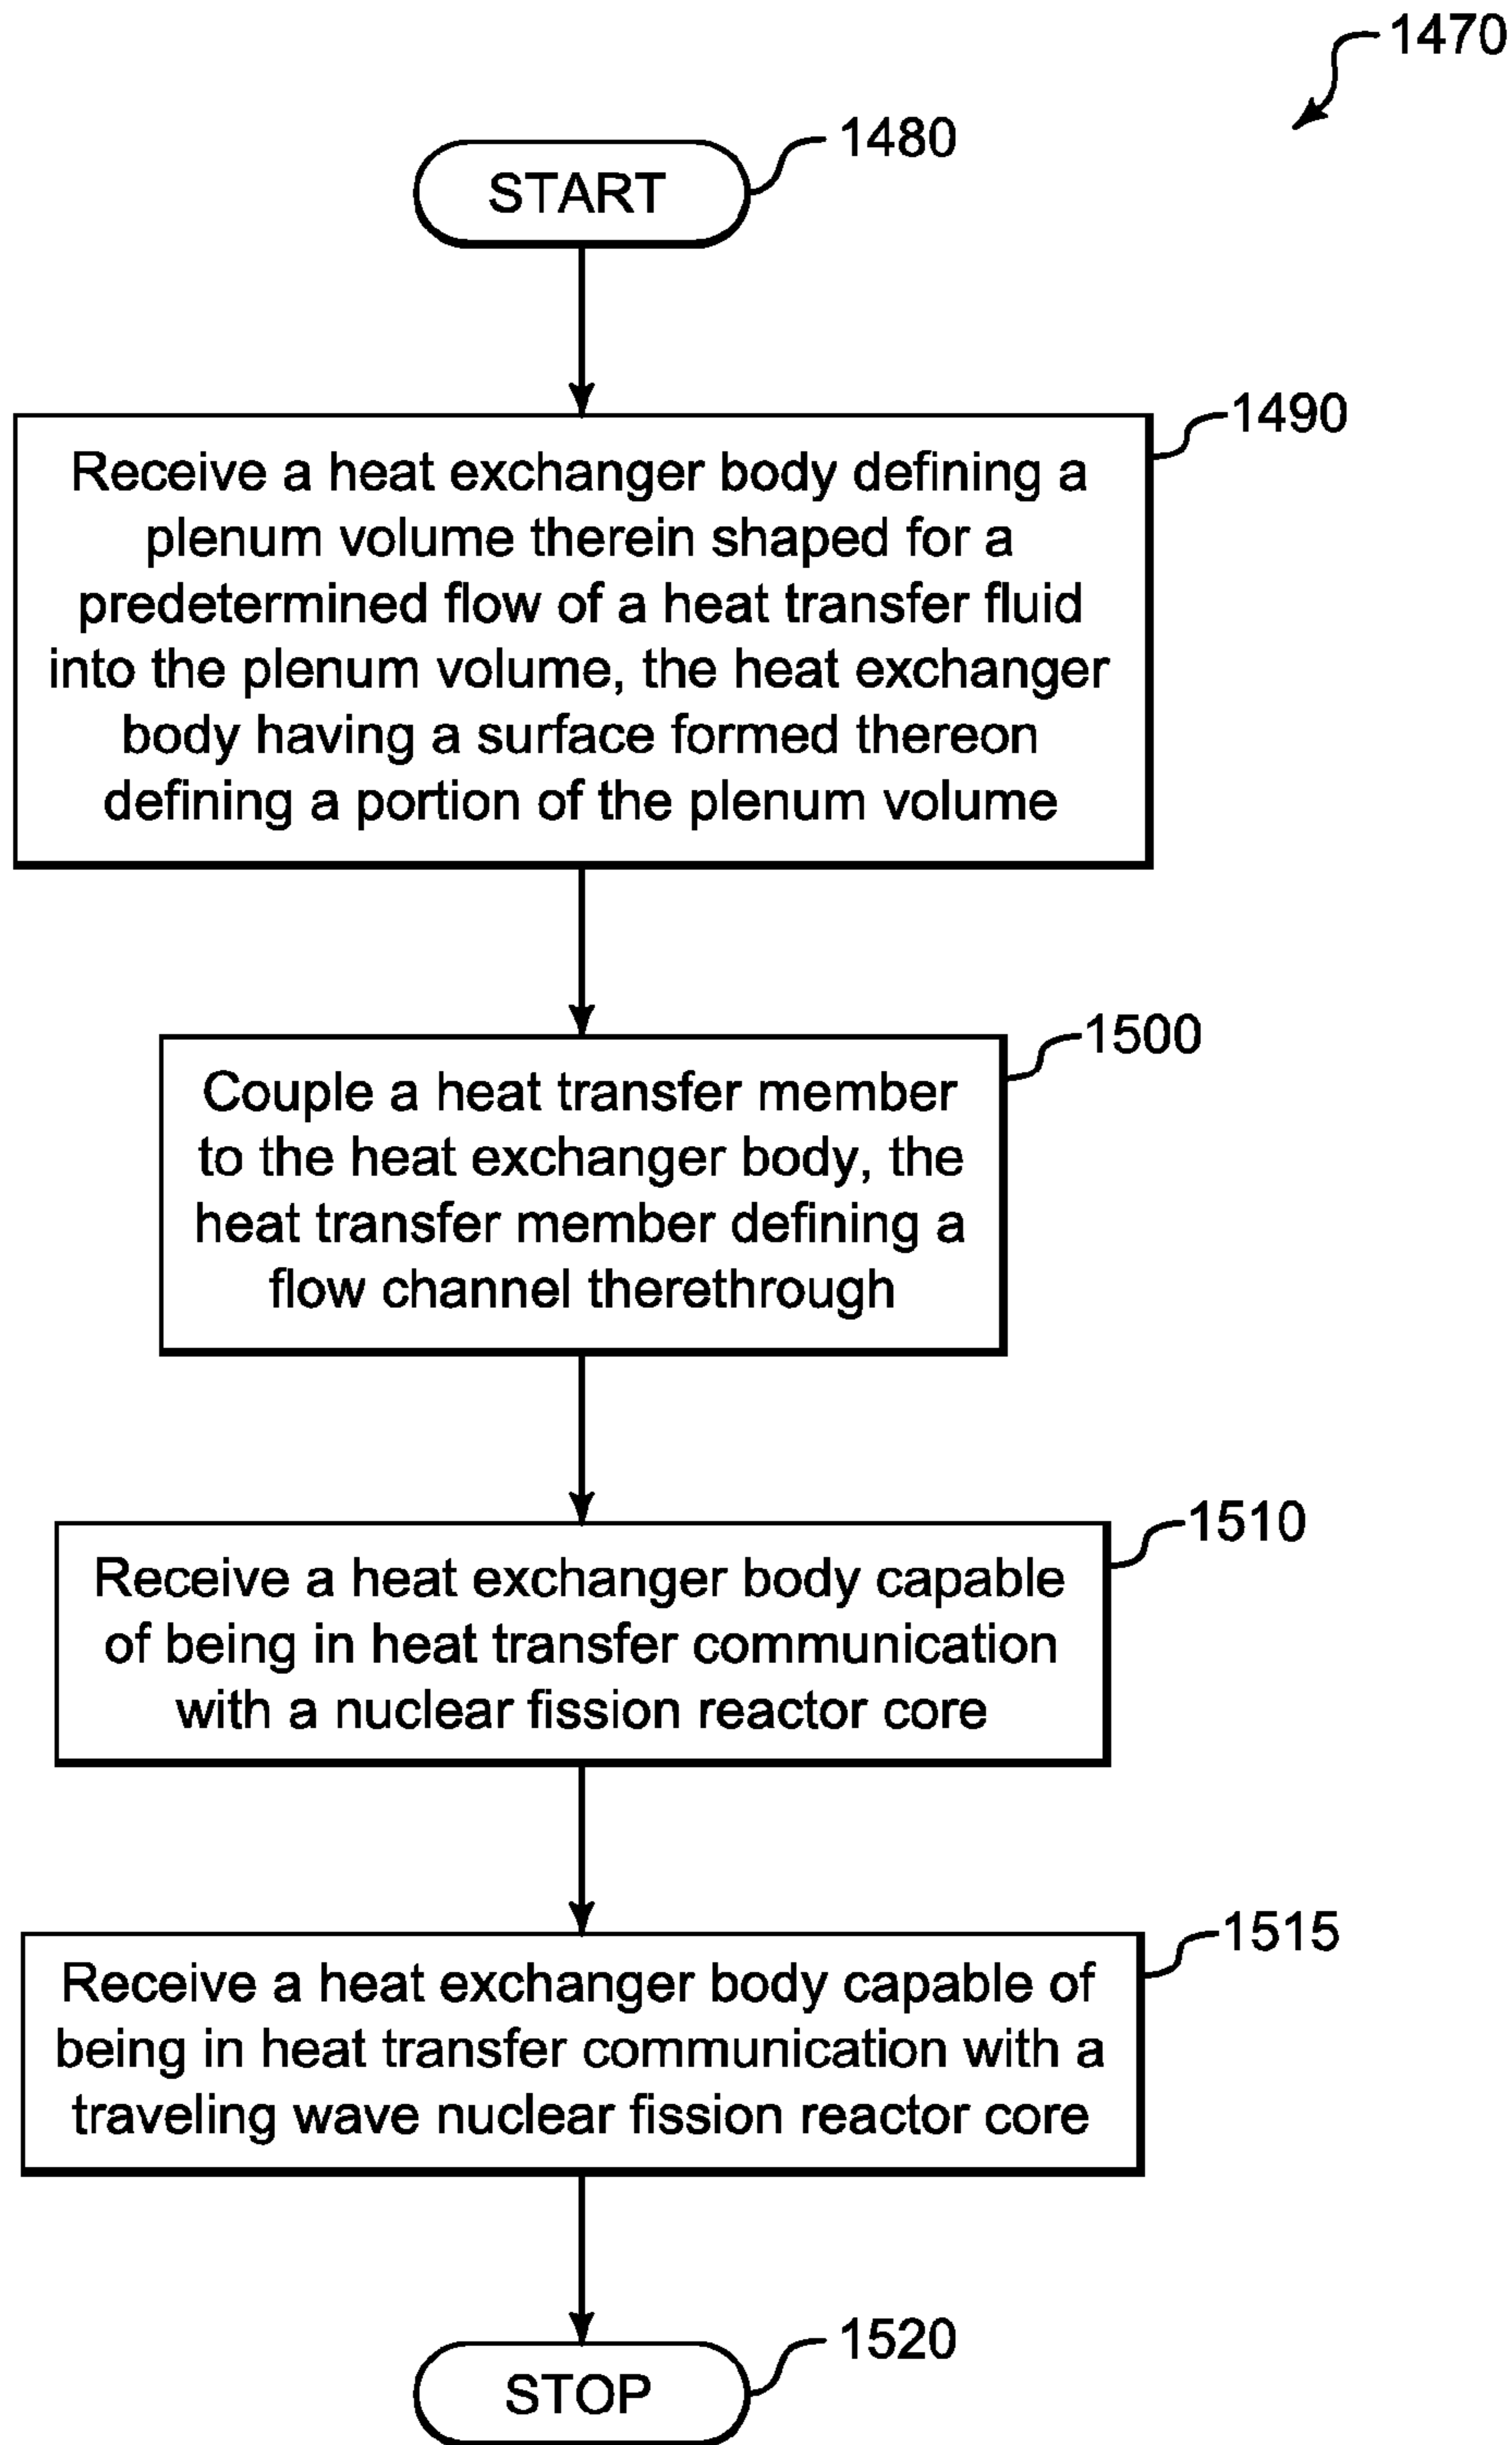 1470
1480
START
1490
Receive a heat exchanger body defining a
plenum volume therein shaped for a
predetermined flow of a heat transfer fluid
into the plenum volume, the heat exchanger
body having a surface formed thereon
defining a portion of the plenum volume
1500
Couple a heat transfer member
to the heat exchanger body, the
heat transfer member defining a
flow channel therethrough
1510
Receive a heat exchanger body capable
of being in heat transfer communication
with a nuclear fission reactor core
1515
Receive a heat exchanger body capable of
being in heat transfer communication with a
traveling wave nuclear fission reactor core
1520
STOP